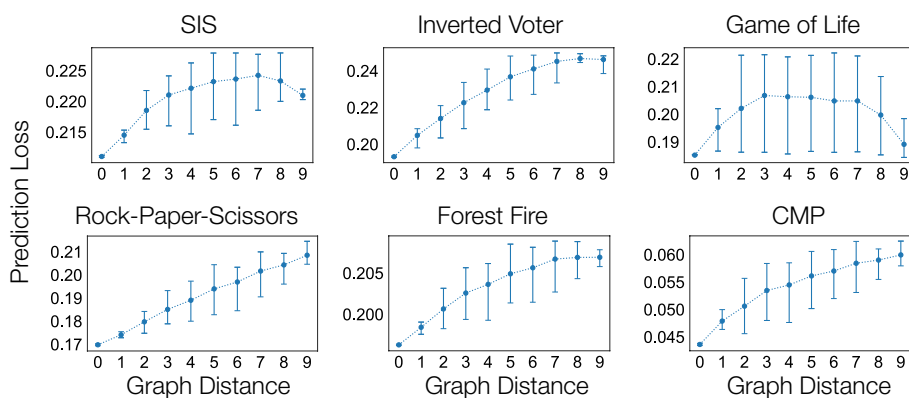 SIS Inverted Voter Game of Life
Prediction Loss
0.225
0.220
0.215
0 1 2 3 4 5 6 7 8 9
0.24
0.20
0 1 2 3 4 5 6 7 8 9
0.22
0.21
0.20
0.19
0 1 2 3 4 5 6 7 8 9
Rock-Paper-Scissors Forest Fire CMP
0.21
0.20
0.19
0.18
0.17
0 1 2 3 4 5 6 7 8 9
0.205
0.200
0 1 2 3 4 5 6 7 8 9
0.060
0.055
0.050
0.045
0 1 2 3 4 5 6 7 8 9
Graph Distance Graph Distance Graph Distance